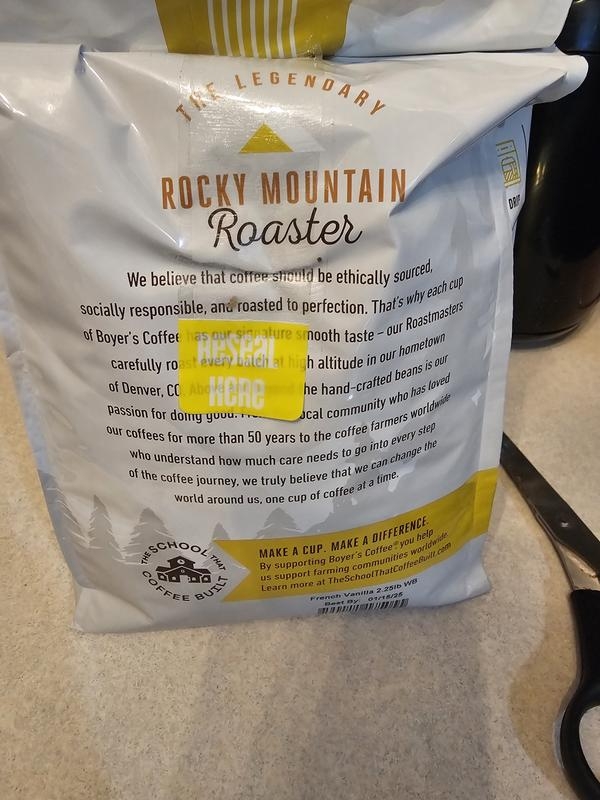 THE LEGENDARY
ROCKY MOUNTAIN
Roaster
We believe that coffee should be ethically sourced,
socially responsible, and roasted to perfection. That's why each cup
of Boyer's Coffee has our signature smooth taste – our Roastmasters
carefully roast every batch at high altitude in our hometown
of Denver, CO. Above the hand-crafted beans is our
passion for doing good. local community who has loved
our coffees for more than 50 years to the coffee farmers worldwide
who understand how much care needs to go into every step
of the coffee journey, we truly believe that we can change the
world around us, one cup of coffee at a time.
Reseal
Here
THE SCHOOL THAT
COFFEE BUILT
MAKE A CUP. MAKE A DIFFERENCE.
By supporting Boyer's Coffee® you help
us support farming communities worldwide.
Learn more at TheSchoolThatCoffeeBuilt.com
French Vanilla 2.25lb WB
Best By: 01/15/25